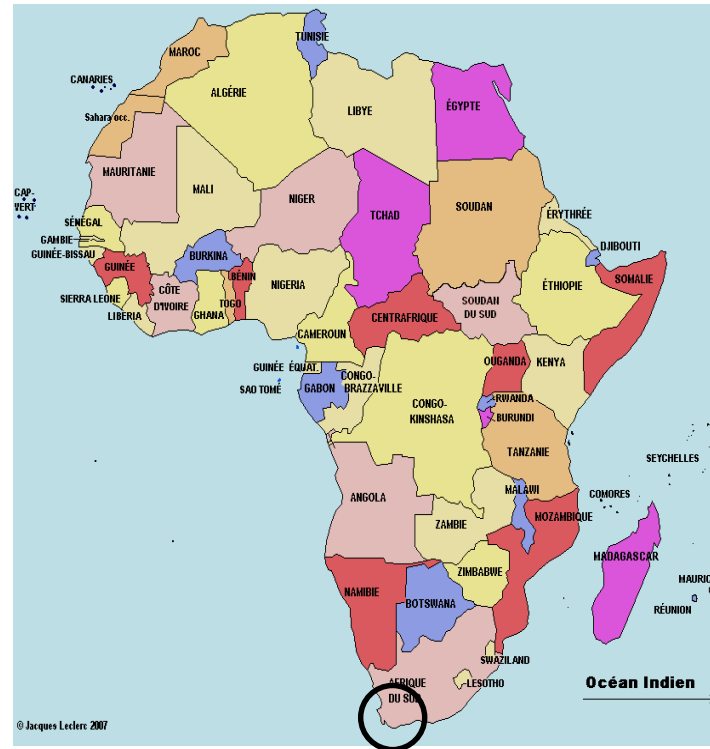 TUNISIE
MAROC
CANARIES
ALGÉRIE
LIBYE
ÉGYPTE
Sahara occ.
MAURITANIE
MALI
NIGER
TCHAD
SOUDAN
CAP-
VERT
ÉRYTHRÉE
SÉNÉGAL
GAMBIE
GUINÉE-BISSAU
BURKINA
DJIBOUTI
GUINÉE
BÉNIN
SOMALIE
CÔTE
D'IVOIRE
NIGERIA
ÉTHIOPIE
SIERRA LEONE
LIBERIA
GHANA
TOGO
CENTRAFRIQUE
SOUDAN
DU SUD
CAMEROUN
GUINÉE ÉQUAT.
SAO TOMÉ
GABON
CONGO-
BRAZZAVILLE
OUGANDA
KENYA
CONGO-
KINSHASA
RWANDA
BURUNDI
TANZANIE
SEYCHELLES
ANGOLA
MALAWI
COMORES
ZAMBIE
MOZAMBIQUE
MADAGASCAR
ZIMBABWE
NAMIBIE
BOTSWANA
MAURIC
RÉUNION
SWAZILAND
LESOTHO
AFRIQUE
DU SUD
Océan Indien
© Jacques Leclerc 2007